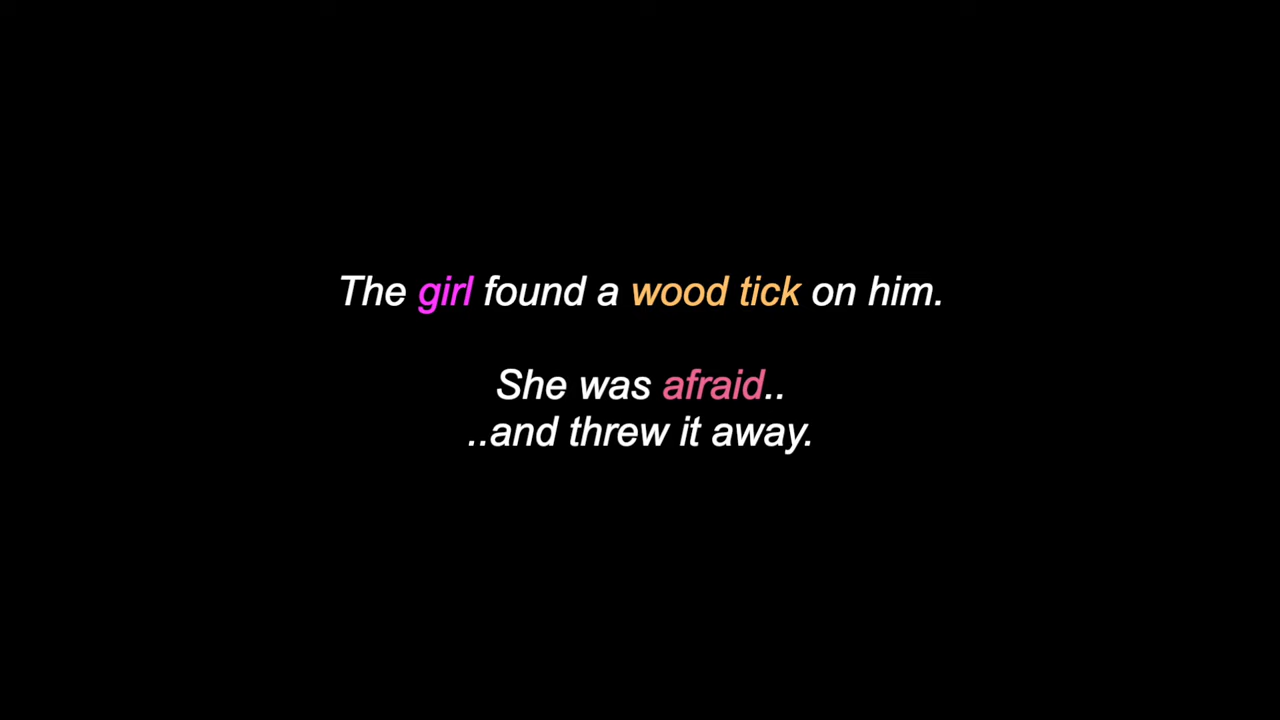 The girl found a wood tick on him.
She was afraid..
..and threw it away.